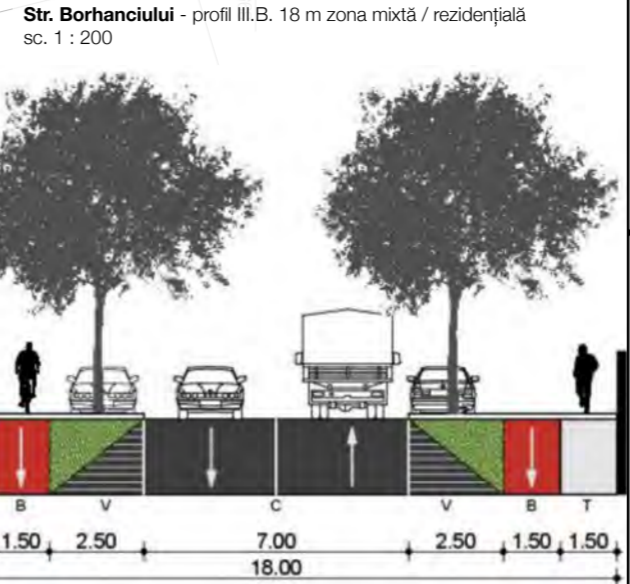 Str. Borhanciului - profil III.B. 18 m zona mixtă / rezidențială
sc. 1 : 200
B V C V B T
1.50 2.50 7.00 2.50 1.50 1.50
18.00